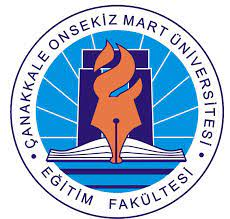 ÇANAKKALE ONSEKİZ MART ÜNİVERSİTESİ
EĞİTİM FAKÜLTESİ